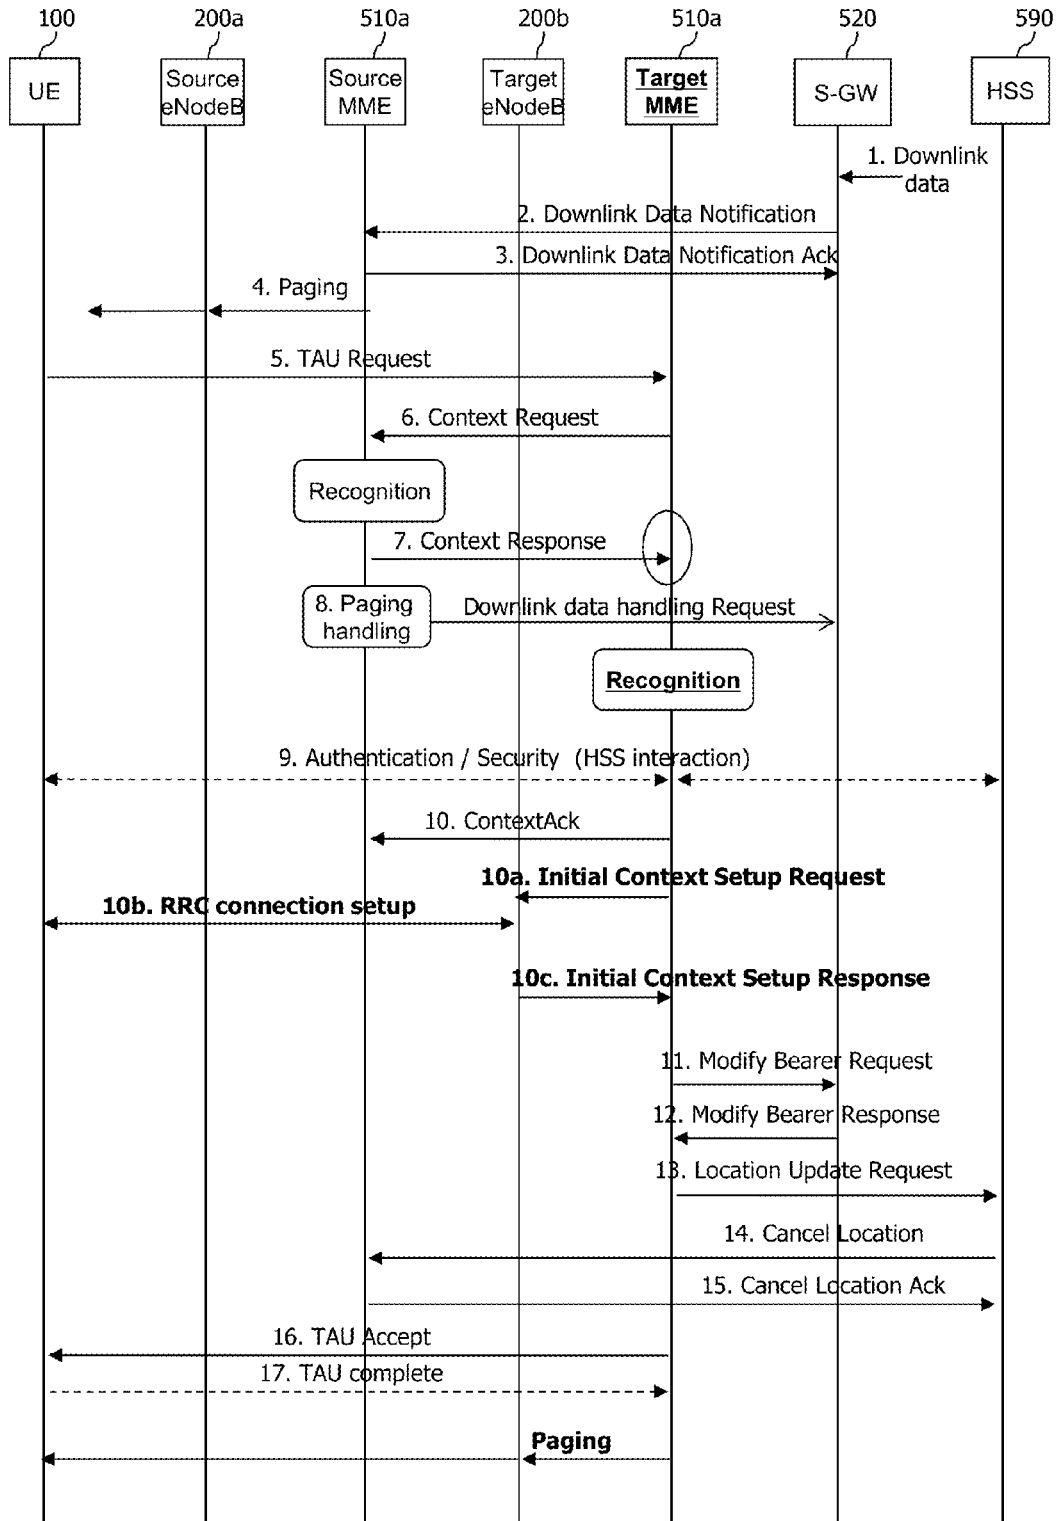 100 200a 510a 200b 510a 520 590
UE
Source
eNodeB
Source
MME
Target
eNodeB
Target
MME
S-GW
HSS
1. Downlink
data
2. Downlink Data Notification
3. Downlink Data Notification Ack
4. Paging
5. TAU Request
6. Context Request
Recognition
7. Context Response
8. Paging
handling
Downlink data handling Request
Recognition
9. Authentication / Security (HSS interaction)
10. ContextAck
10a. Initial Context Setup Request
10b. RRC connection setup
10c. Initial Context Setup Response
11. Modify Bearer Request
12. Modify Bearer Response
13. Location Update Request
14. Cancel Location
15. Cancel Location Ack
16. TAU Accept
17. TAU complete
Paging